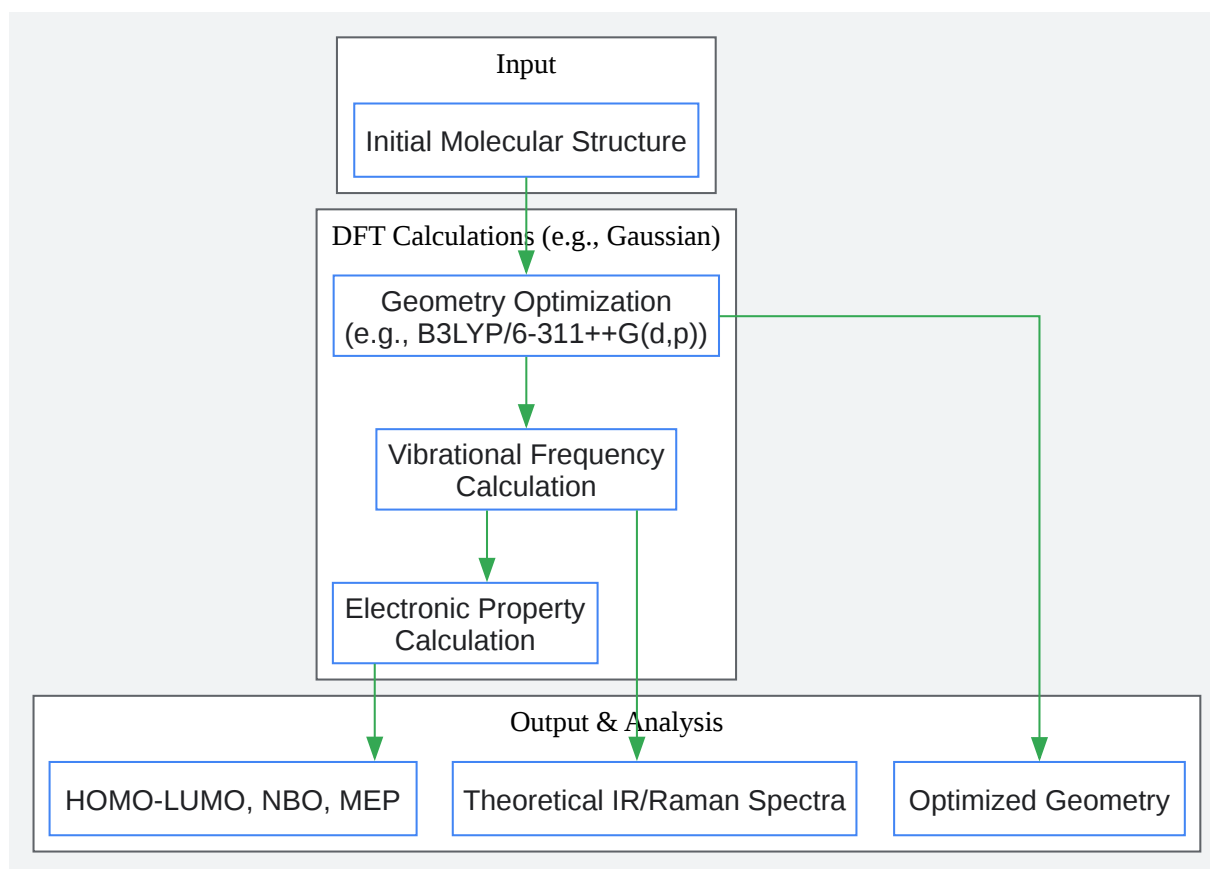 Input
Initial Molecular Structure
DFT Calculations (e.g., Gaussian)
Geometry Optimization
(e.g., B3LYP/6-311++G(d,p))
Vibrational Frequency
Calculation
Electronic Property
Calculation
Output & Analysis
HOMO-LUMO, NBO, MEP
Theoretical IR/Raman Spectra
Optimized Geometry